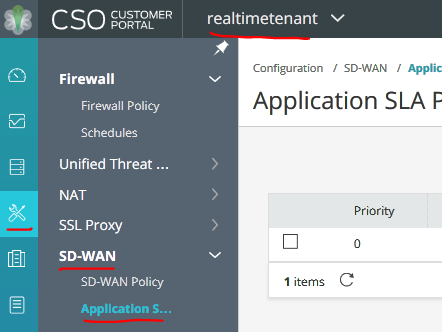 CSO CUSTOMER PORTAL
realtimetenant
Configuration / SD-WAN / Applic
Application SLA P
Firewall
Firewall Policy
Schedules
Unified Threat ...
NAT
SSL Proxy
SD-WAN
SD-WAN Policy
Application S...
Priority
0
1 items